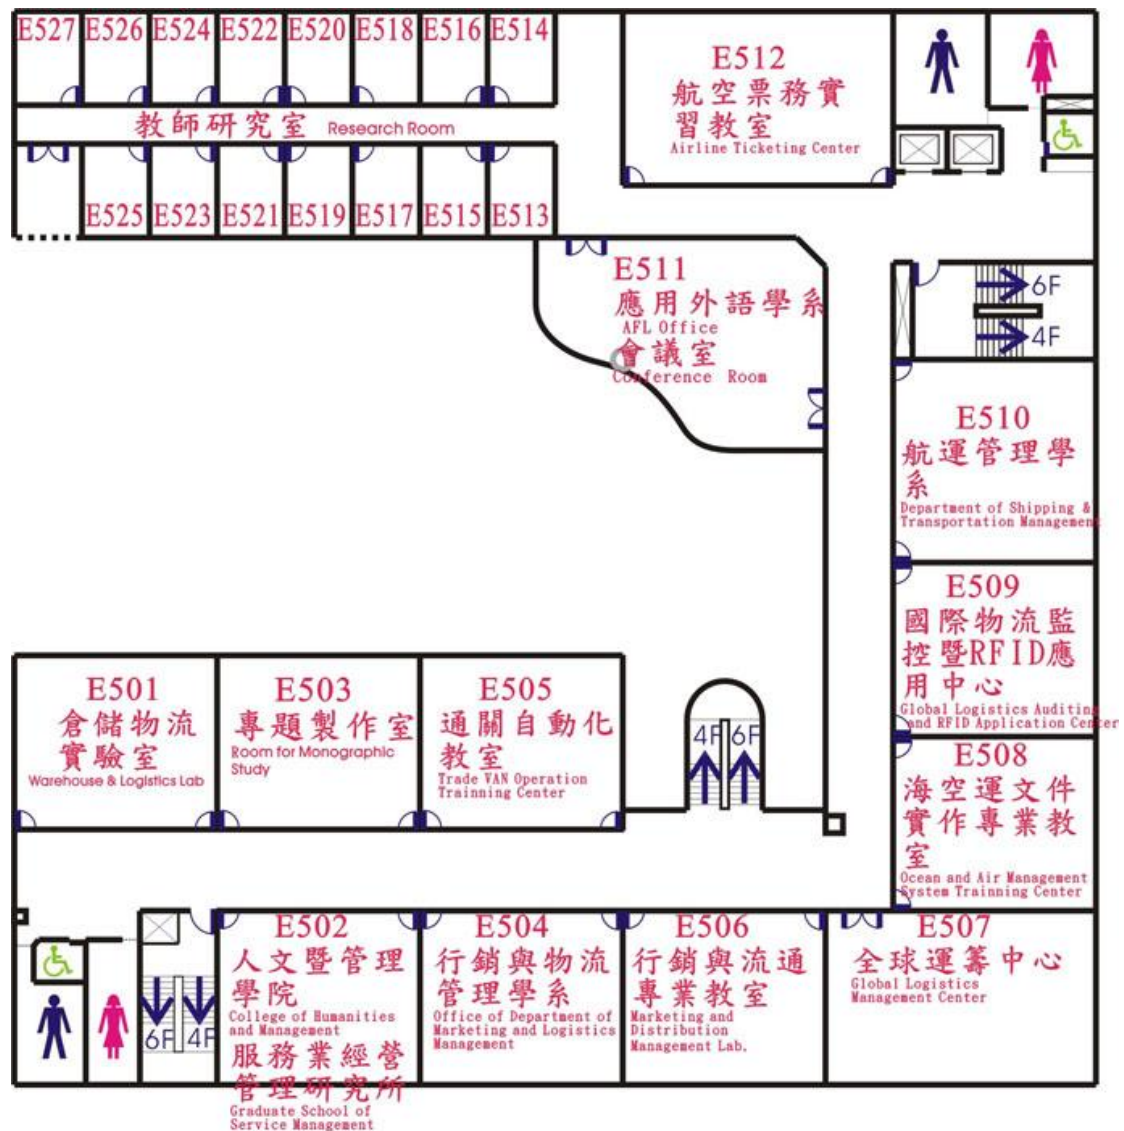 E527 E526 E524 E522 E520 E518 E516 E514
教師研究室 Research Room
E525 E523 E521 E519 E517 E515 E513
E512
航空票務實
習教室
Airline Ticketing Center
E511
應用外語學系
AFL Office
會議室
Conference Room
6F
4F
E510
航運管理學
系
Department of Shipping &
Transportation Management
E509
國際物流監
控暨RFID應
用中心
Global Logistics Auditing
and RFID Application Center
E508
海空運文件
實作專業教
室
Ocean and Air Management
System Trainning Center
E501
倉儲物流
實驗室
Warehouse & Logistics Lab
E503
專題製作室
Room for Monographic
Study
E505
通關自動化
教室
Trade VAN Operation
Trainning Center
4F 6F
6F 4F
E502
人文暨管理
學院
College of Humanities
and Management
服務業經營
管理研究所
Graduate School of
Service Management
E504
行銷與物流
管理學系
Office of Department of
Marketing and Logistics
Management
E506
行銷與流通
專業教室
Marketing and
Distribution
Management Lab.
E507
全球運籌中心
Global Logistics
Management Center